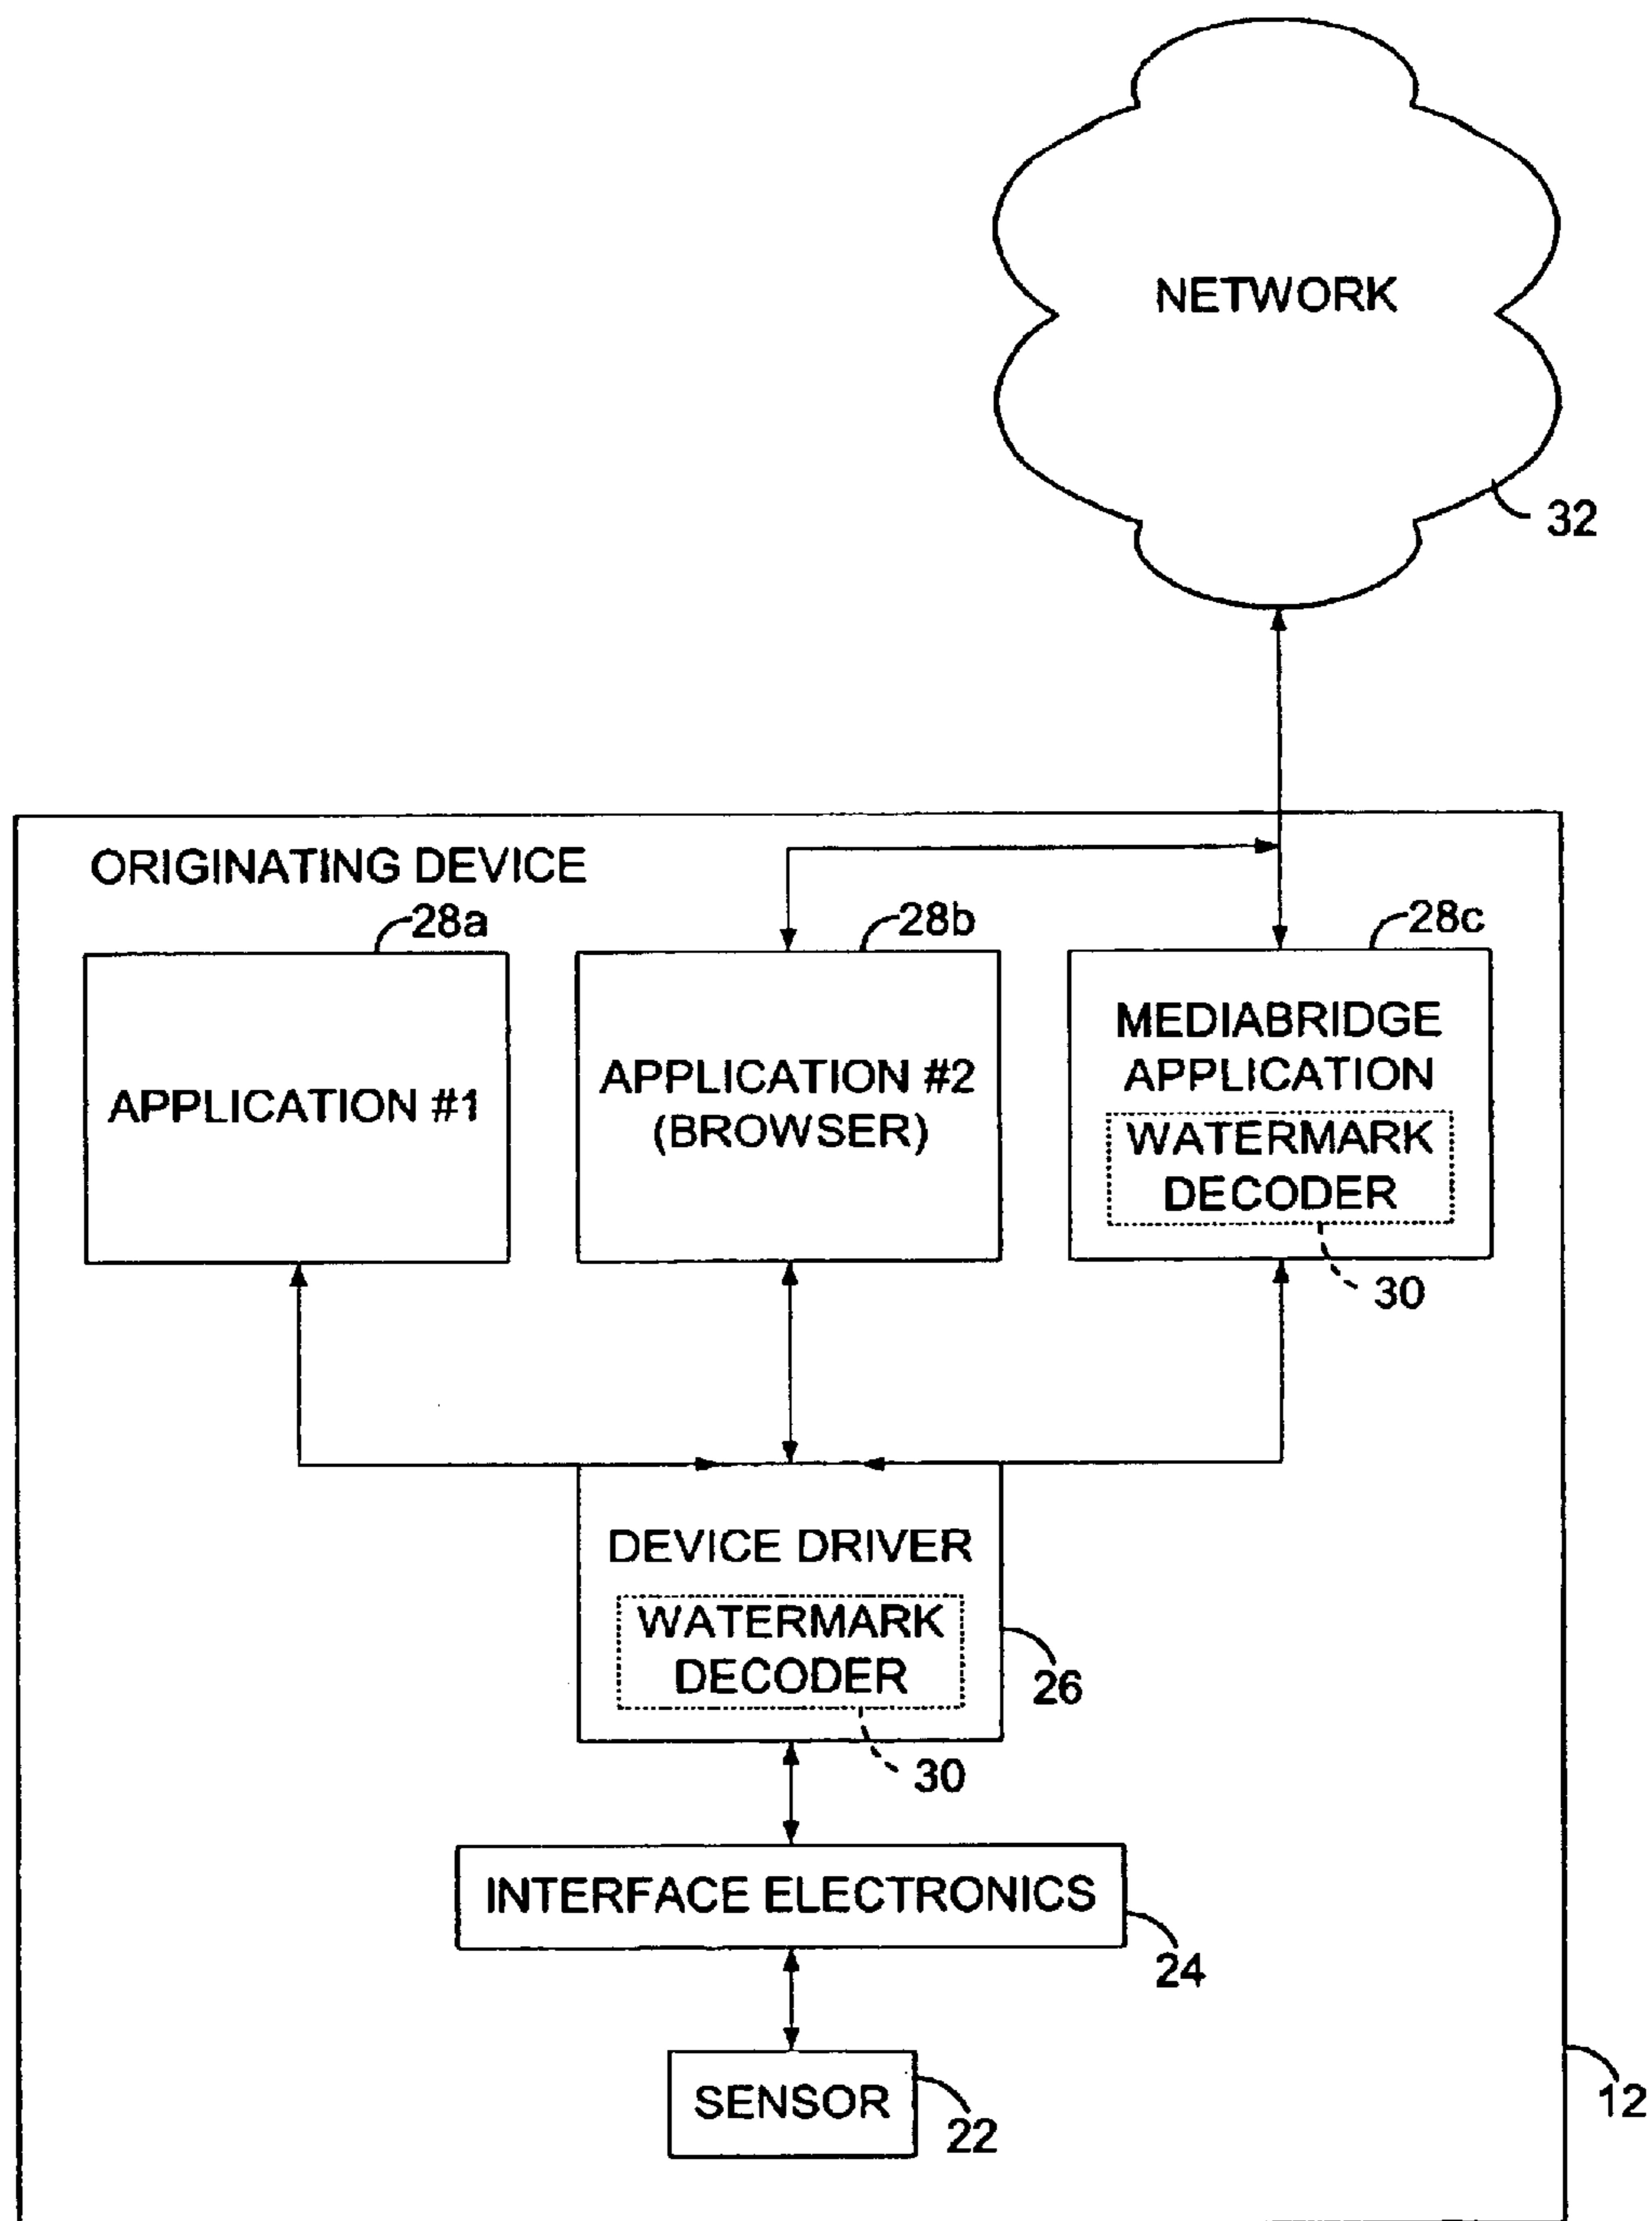 NETWORK
32
ORIGINATING DEVICE
28a
28b
28c
APPLICATION #1
APPLICATION #2
(BROWSER)
MEDIABRIDGE
APPLICATION
WATERMARK
DECODER
30
DEVICE DRIVER
WATERMARK
DECODER
26
30
INTERFACE ELECTRONICS
24
SENSOR
22
12